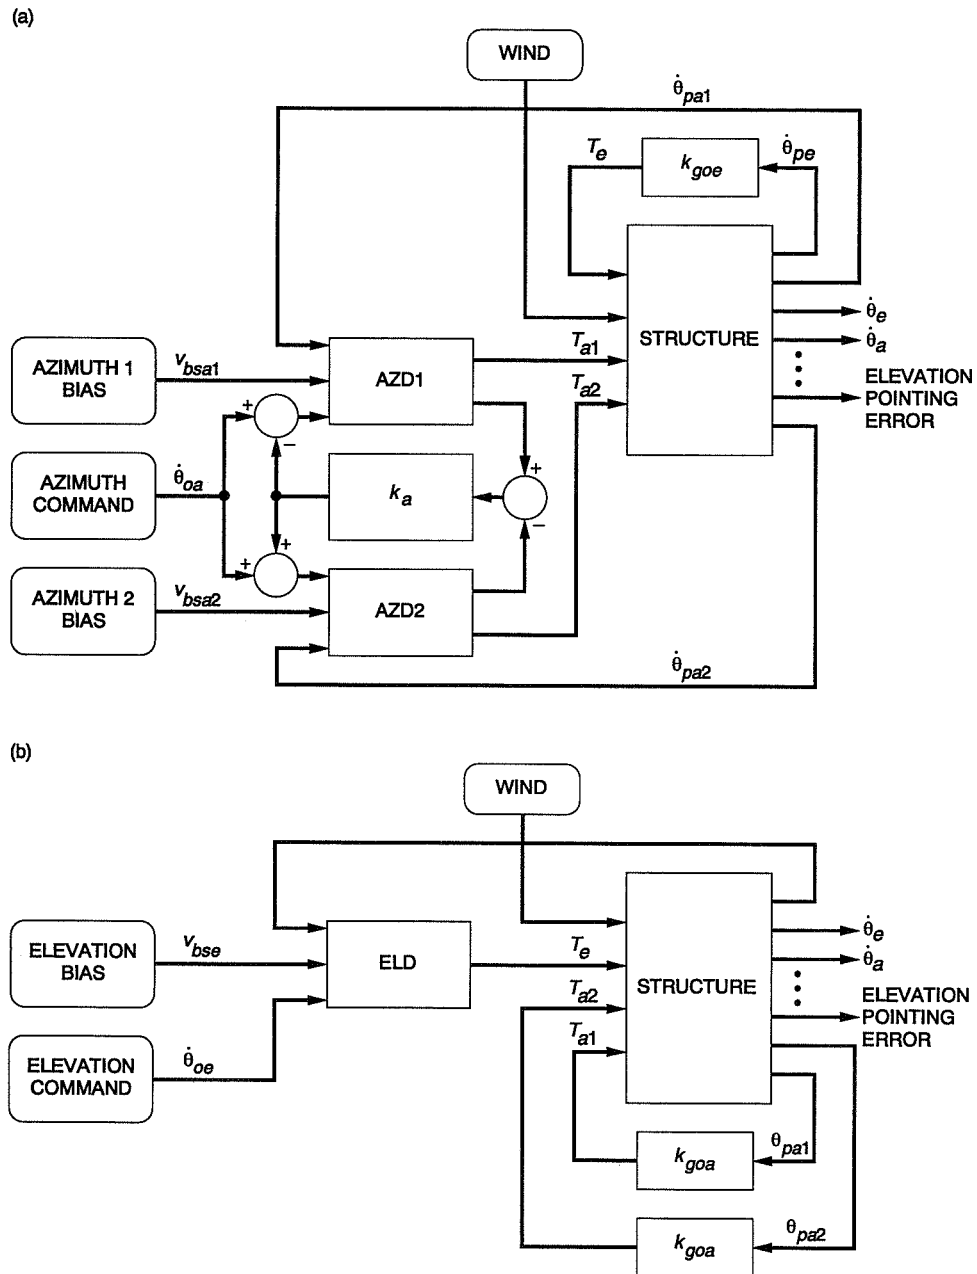 (a)
WIND
θ̇pa1
Te
kgoe
θ̇pe
STRUCTURE
θ̇e
θ̇a
ELEVATION
POINTING
ERROR
AZIMUTH 1
BIAS
vbsa1
AZD1
Ta1
Ta2
+
−
AZIMUTH
COMMAND
θ̇oa
ka
+
−
+
+
AZIMUTH 2
BIAS
vbsa2
AZD2
θ̇pa2
(b)
WIND
ELEVATION
BIAS
vbse
ELD
Te
Ta2
Ta1
STRUCTURE
θ̇e
θ̇a
ELEVATION
POINTING
ERROR
ELEVATION
COMMAND
θ̇oe
kgoa
θpa1
kgoa
θpa2